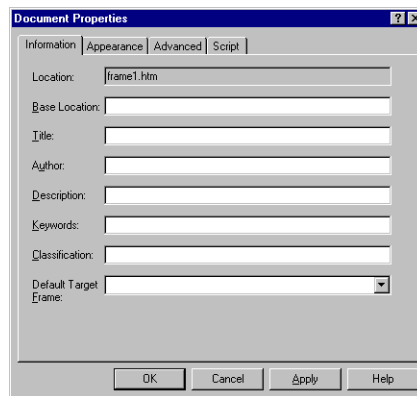 Document Properties
Information Appearance Advanced Script
Location: frame1.htm
Base Location:
Title:
Author:
Description:
Keywords:
Classification:
Default Target
Frame:
OK Cancel Apply Help